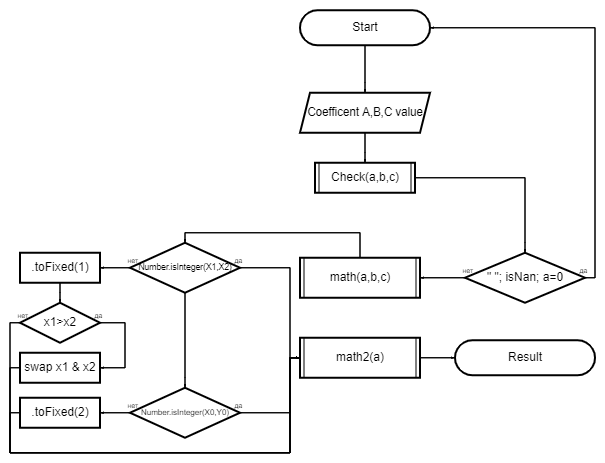 Start
Coefficent A,B,C value
Check(a,b,c)
нет
" "; isNan; a=0
да
math(a,b,c)
нет
Number.isInteger(X1,X2)
да
.toFixed(1)
нет
x1>x2
да
swap x1 & x2
math2(a)
Result
.toFixed(2)
нет
Number.isInteger(X0,Y0)
да